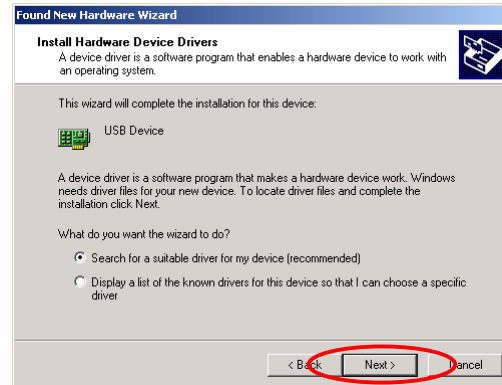 Found New Hardware Wizard
Install Hardware Device Drivers
A device driver is a software program that enables a hardware device to work with
an operating system.
This wizard will complete the installation for this device:
USB Device
A device driver is a software program that makes a hardware device work. Windows
needs driver files for your new device. To locate driver files and complete the
installation click Next.
What do you want the wizard to do?
Search for a suitable driver for my device (recommended)
Display a list of the known drivers for this device so that I can choose a specific
driver
< Back Next > Cancel